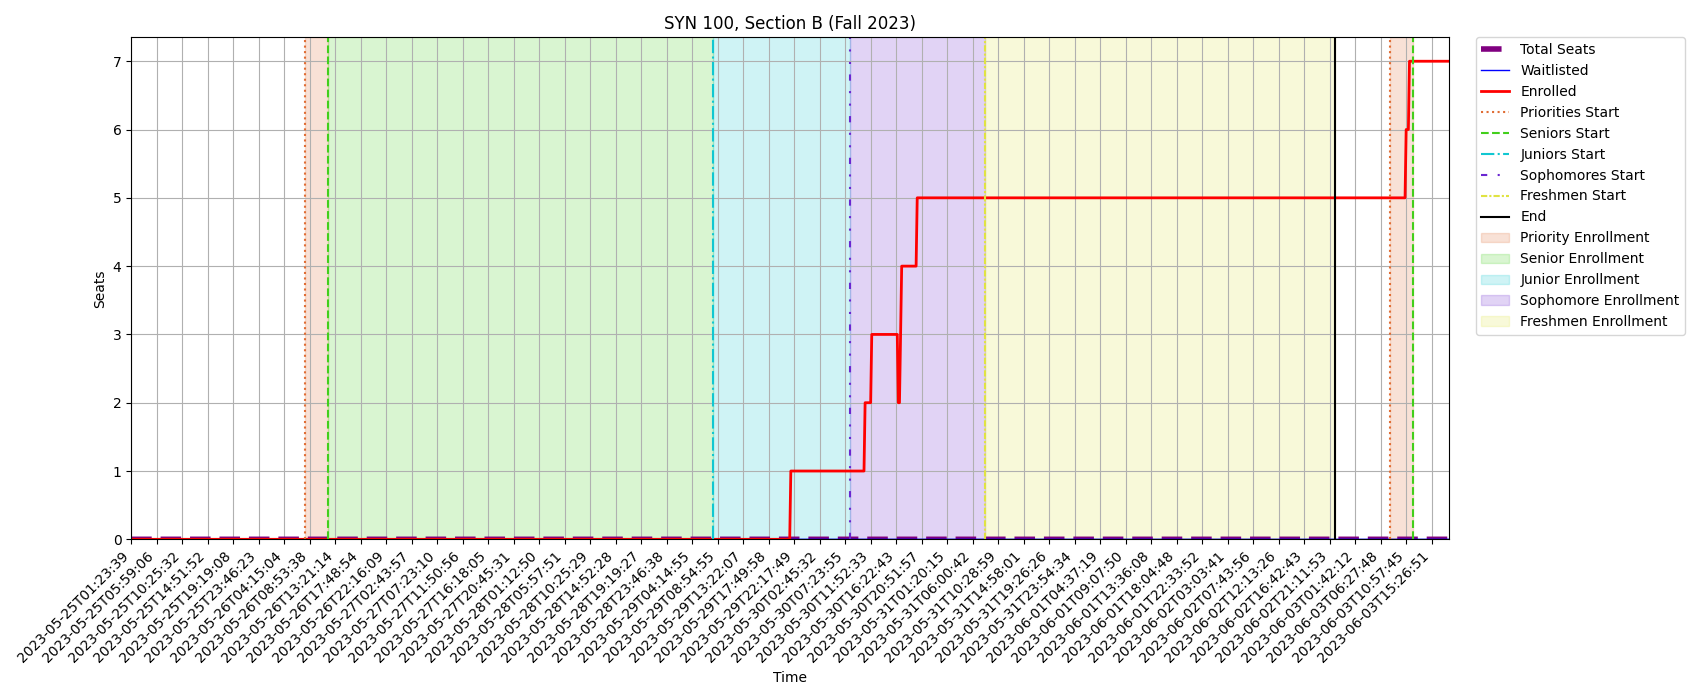 SYN 100, Section B (Fall 2023)
7
6
5
4
3
2
1
0
Seats
2023-05-25T01:23:39
2023-05-25T05:59:06
2023-05-25T10:25:32
2023-05-25T14:51:52
2023-05-25T19:19:08
2023-05-25T23:46:23
2023-05-26T04:15:04
2023-05-26T08:53:38
2023-05-26T13:21:14
2023-05-26T17:48:54
2023-05-26T22:16:09
2023-05-27T02:43:57
2023-05-27T07:23:10
2023-05-27T11:50:56
2023-05-27T16:18:05
2023-05-27T20:45:31
2023-05-28T01:12:50
2023-05-28T05:57:51
2023-05-28T10:25:29
2023-05-28T14:52:28
2023-05-28T19:19:27
2023-05-28T23:46:38
2023-05-29T04:14:55
2023-05-29T08:54:55
2023-05-29T13:22:07
2023-05-29T17:49:58
2023-05-29T22:17:49
2023-05-30T02:45:32
2023-05-30T07:23:55
2023-05-30T11:52:33
2023-05-30T16:22:43
2023-05-30T20:51:57
2023-05-31T01:20:15
2023-05-31T06:00:42
2023-05-31T10:28:59
2023-05-31T14:58:01
2023-05-31T19:26:26
2023-05-31T23:54:34
2023-06-01T04:37:19
2023-06-01T09:07:50
2023-06-01T13:36:08
2023-06-01T18:04:48
2023-06-01T22:33:52
2023-06-02T03:03:41
2023-06-02T07:43:56
2023-06-02T12:13:26
2023-06-02T16:42:43
2023-06-02T21:11:53
2023-06-03T01:42:12
2023-06-03T06:27:48
2023-06-03T10:57:45
2023-06-03T15:26:51
Time
Total Seats
Waitlisted
Enrolled
Priorities Start
Seniors Start
Juniors Start
Sophomores Start
Freshmen Start
End
Priority Enrollment
Senior Enrollment
Junior Enrollment
Sophomore Enrollment
Freshmen Enrollment